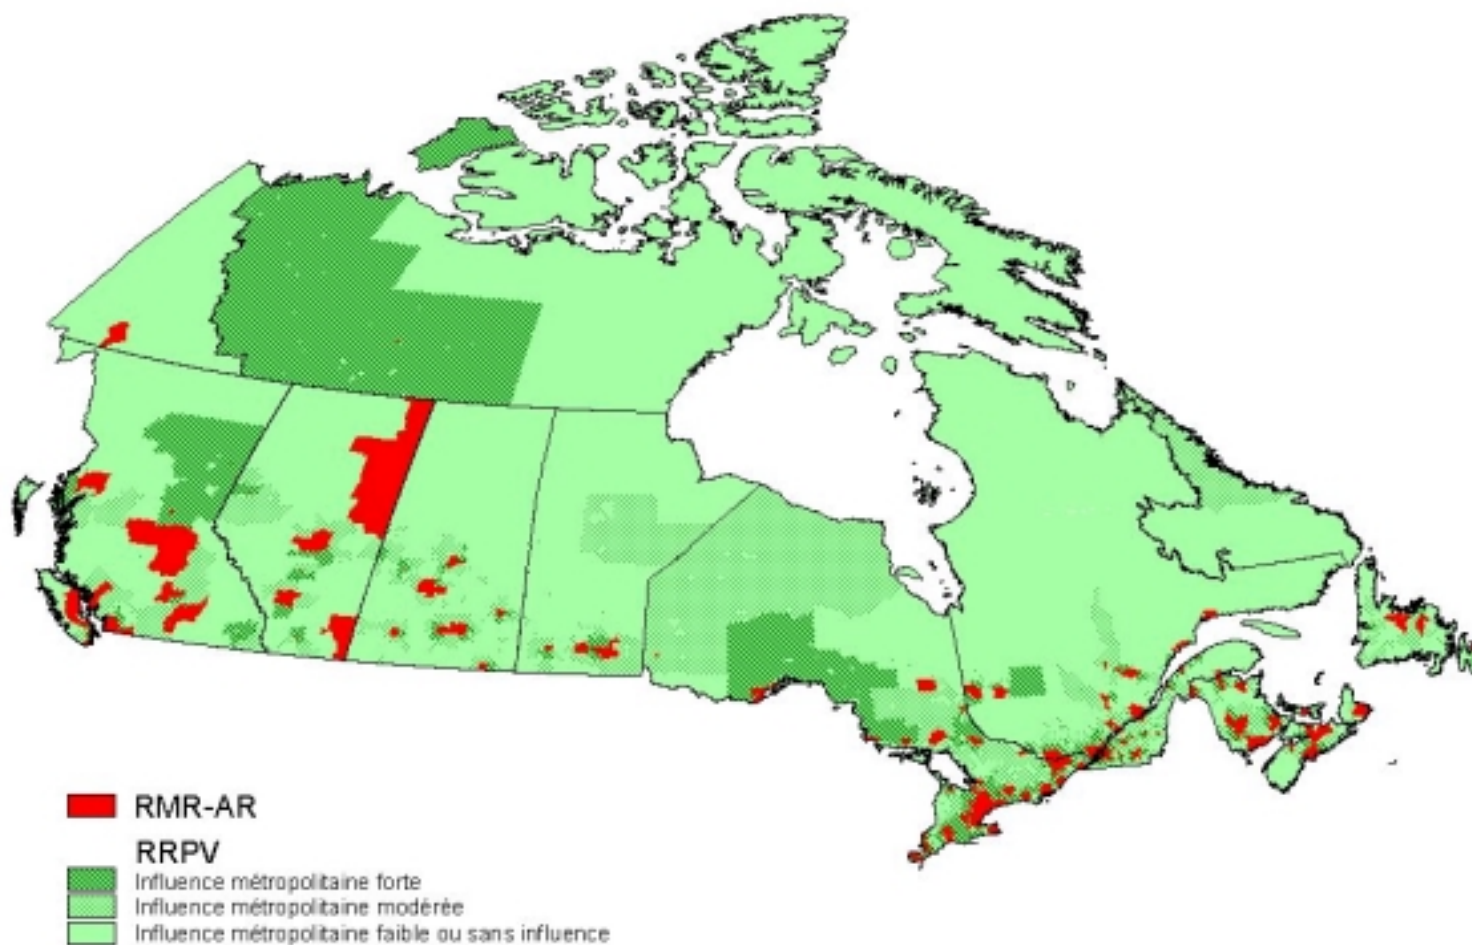 RMR-AR
RRPV
Influence métropolitaine forte
Influence métropolitaine modérée
Influence métropolitaine faible ou sans influence